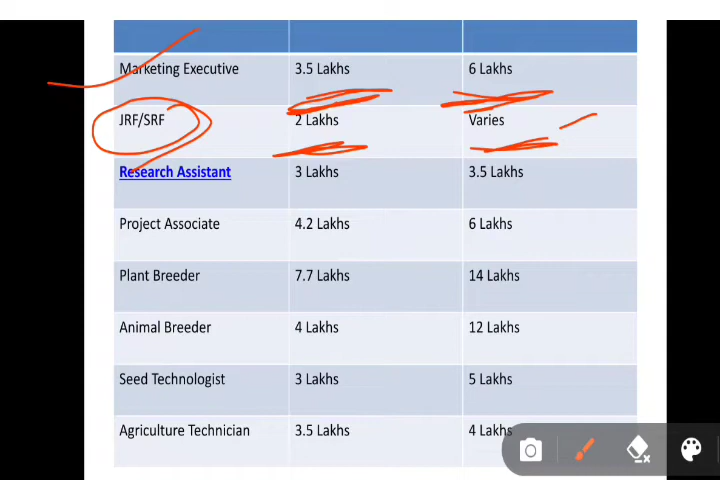 Marketing Executive 3.5 Lakhs 6 Lakhs
JRF/SRF 2 Lakhs Varies
Research Assistant 3 Lakhs 3.5 Lakhs
Project Associate 4.2 Lakhs 6 Lakhs
Plant Breeder 7.7 Lakhs 14 Lakhs
Animal Breeder 4 Lakhs 12 Lakhs
Seed Technologist 3 Lakhs 5 Lakhs
Agriculture Technician 3.5 Lakhs 4 Lakhs